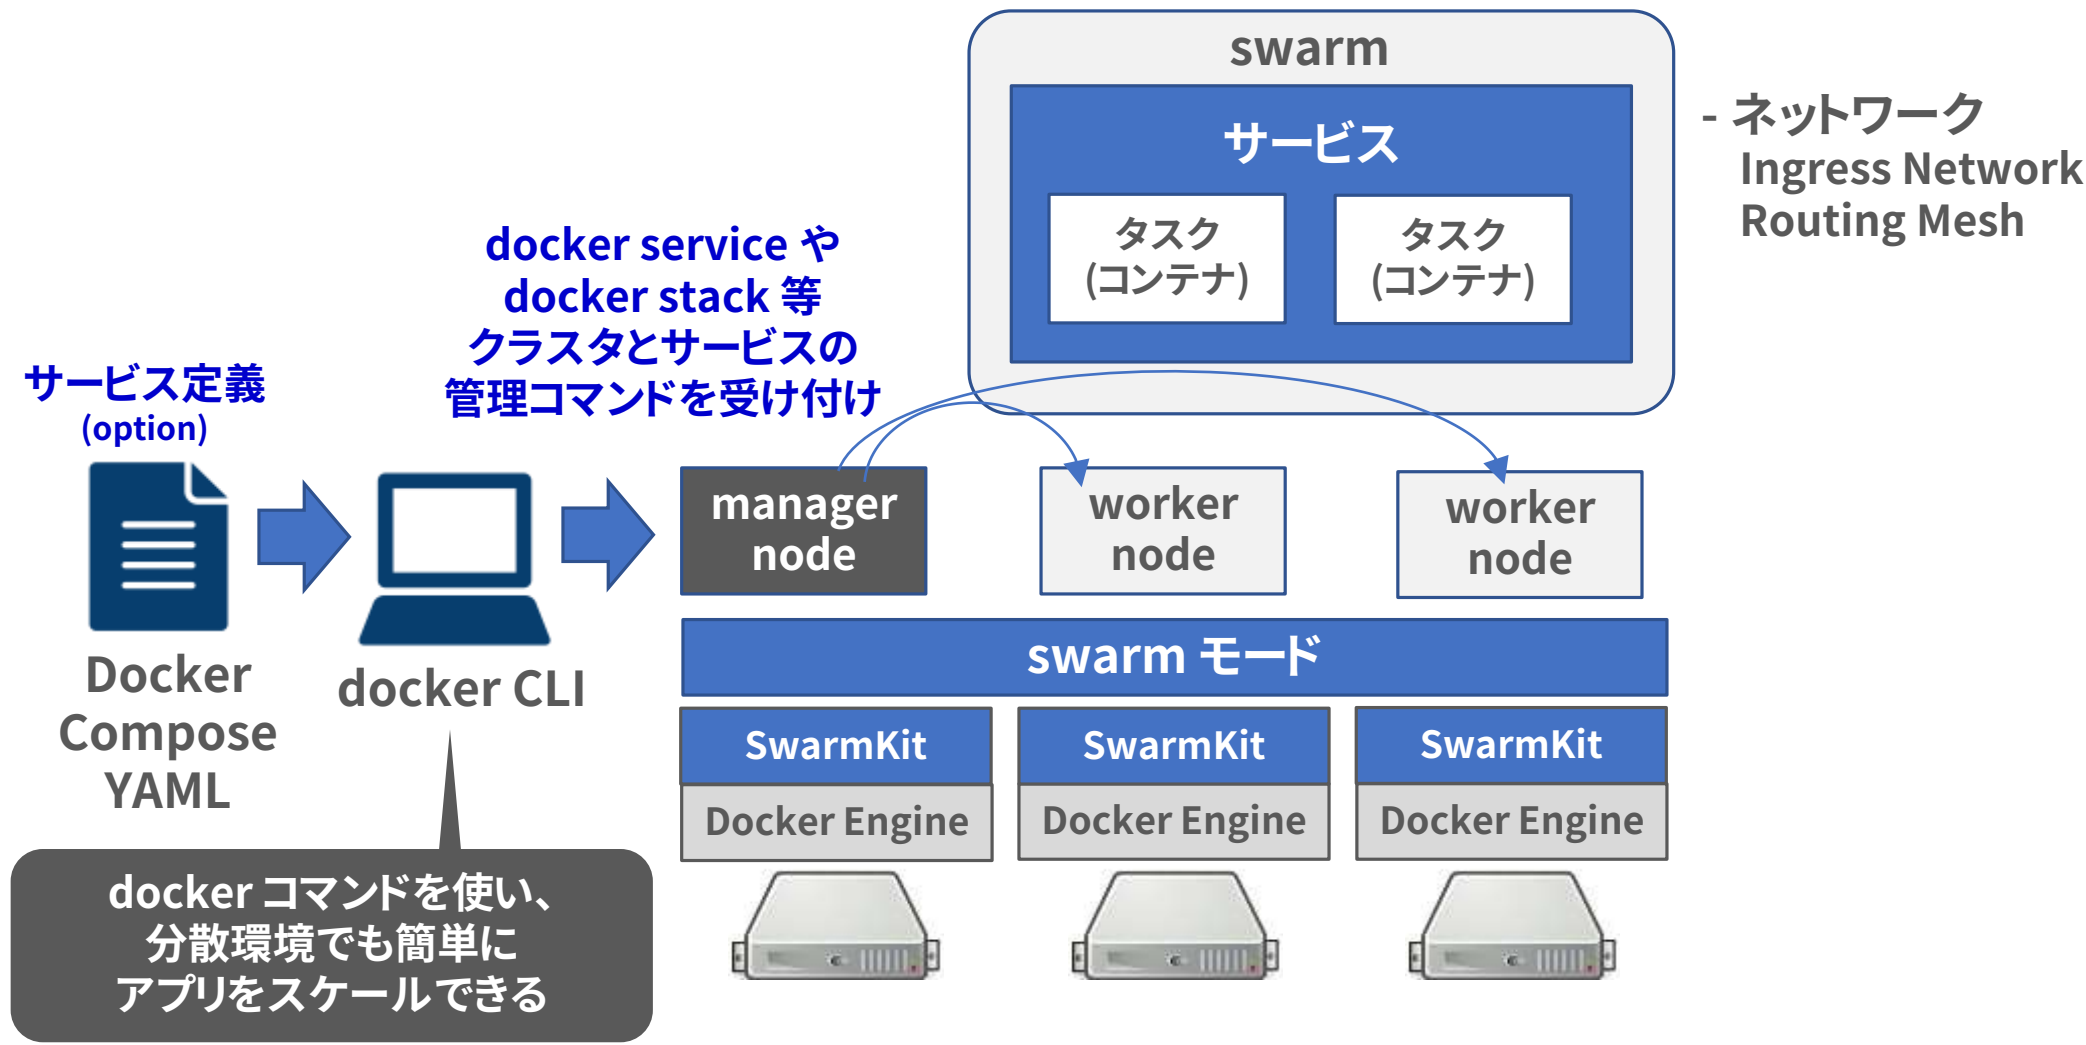 swarm
サービス
タスク
(コンテナ)
タスク
(コンテナ)
- ネットワーク
Ingress Network
Routing Mesh
docker service や
docker stack 等
クラスタとサービスの
管理コマンドを受け付け
サービス定義
(option)
Docker
Compose
YAML
docker CLI
docker コマンドを使い、
分散環境でも簡単に
アプリをスケールできる
manager
node
worker
node
worker
node
swarm モード
SwarmKit
SwarmKit
SwarmKit
Docker Engine
Docker Engine
Docker Engine